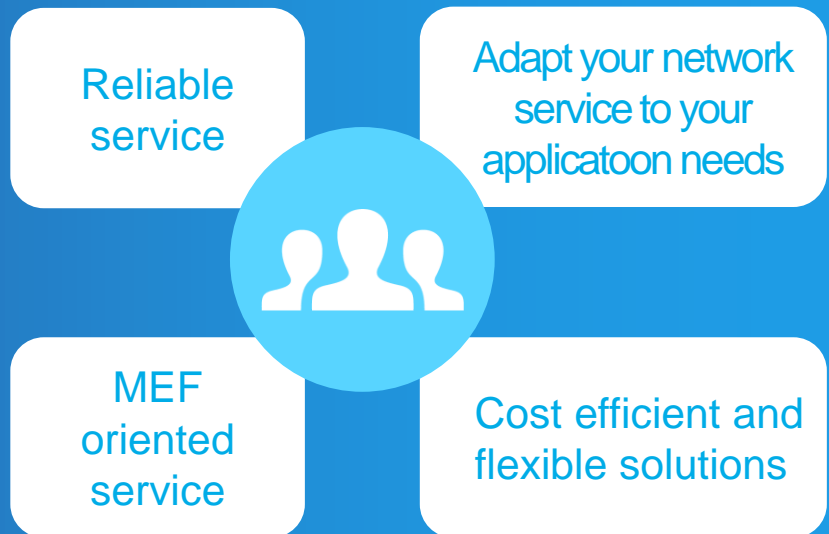 Reliable
service
Adapt your network
service to your
applicatoon needs
MEF
oriented
service
Cost efficient and
flexible solutions